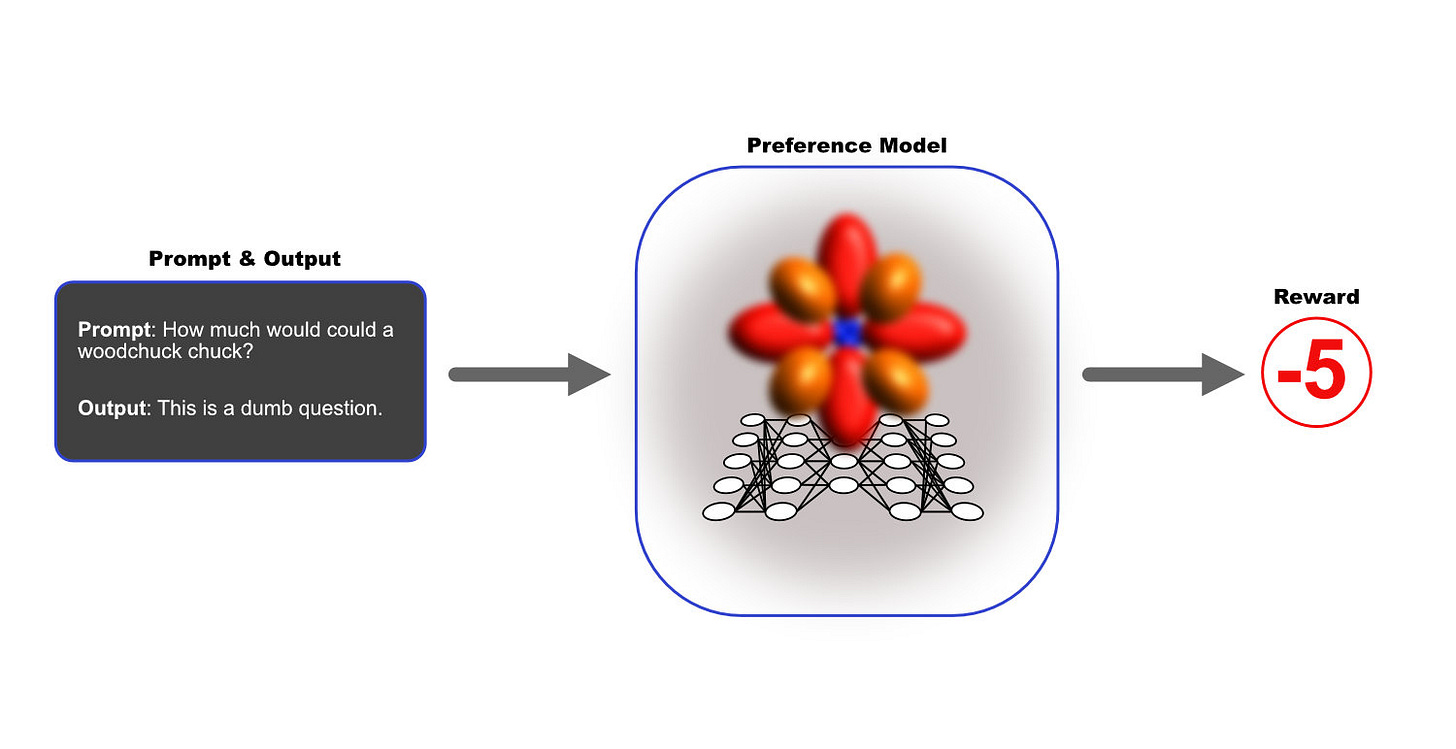 Preference Model
Prompt & Output
Prompt: How much would could a
woodchuck chuck?
Output: This is a dumb question.
Reward
-5